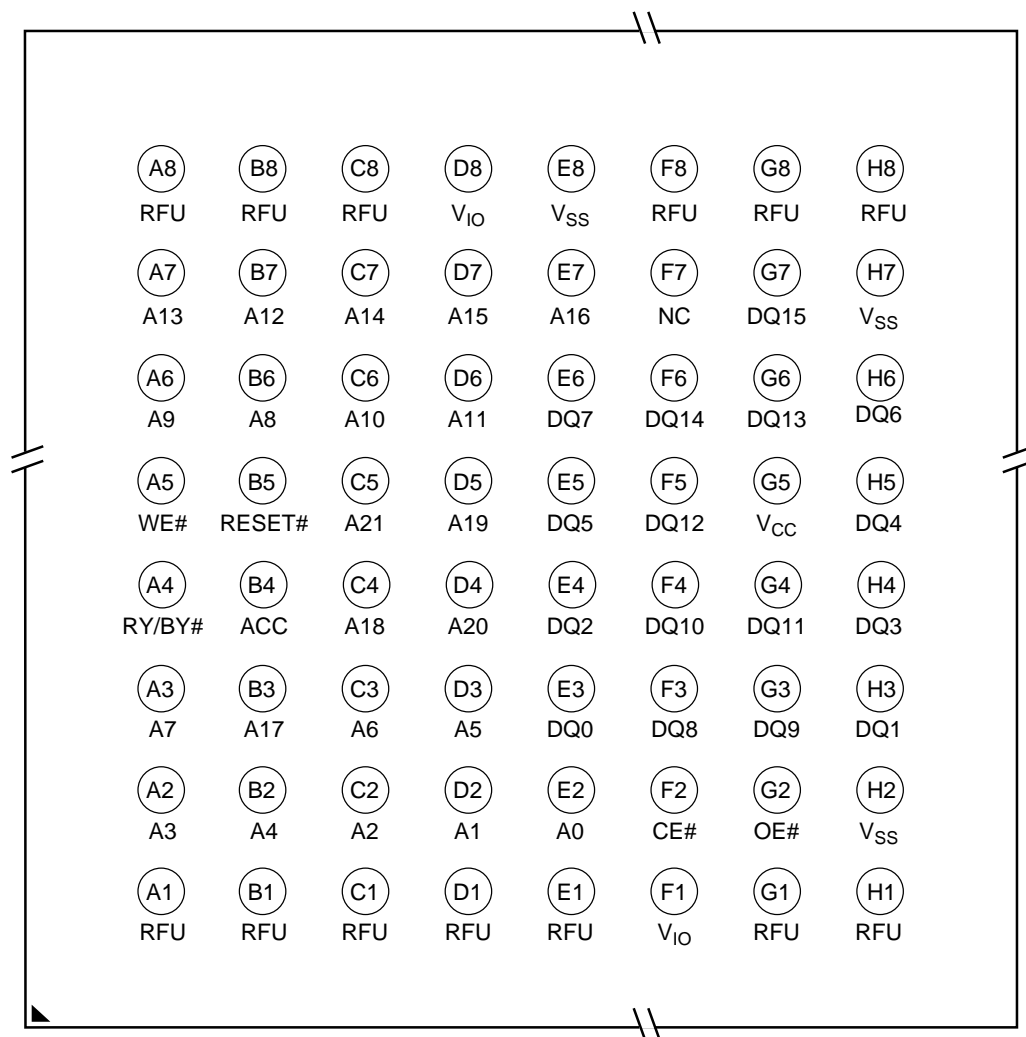 A8 B8 C8 D8 E8 F8 G8 H8
RFU RFU RFU VIO VSS RFU RFU RFU
A7 B7 C7 D7 E7 F7 G7 H7
A13 A12 A14 A15 A16 NC DQ15 VSS
A6 B6 C6 D6 E6 F6 G6 H6
A9 A8 A10 A11 DQ7 DQ14 DQ13 DQ6
A5 B5 C5 D5 E5 F5 G5 H5
WE# RESET# A21 A19 DQ5 DQ12 VCC DQ4
A4 B4 C4 D4 E4 F4 G4 H4
RY/BY# ACC A18 A20 DQ2 DQ10 DQ11 DQ3
A3 B3 C3 D3 E3 F3 G3 H3
A7 A17 A6 A5 DQ0 DQ8 DQ9 DQ1
A2 B2 C2 D2 E2 F2 G2 H2
A3 A4 A2 A1 A0 CE# OE# VSS
A1 B1 C1 D1 E1 F1 G1 H1
RFU RFU RFU RFU RFU VIO RFU RFU